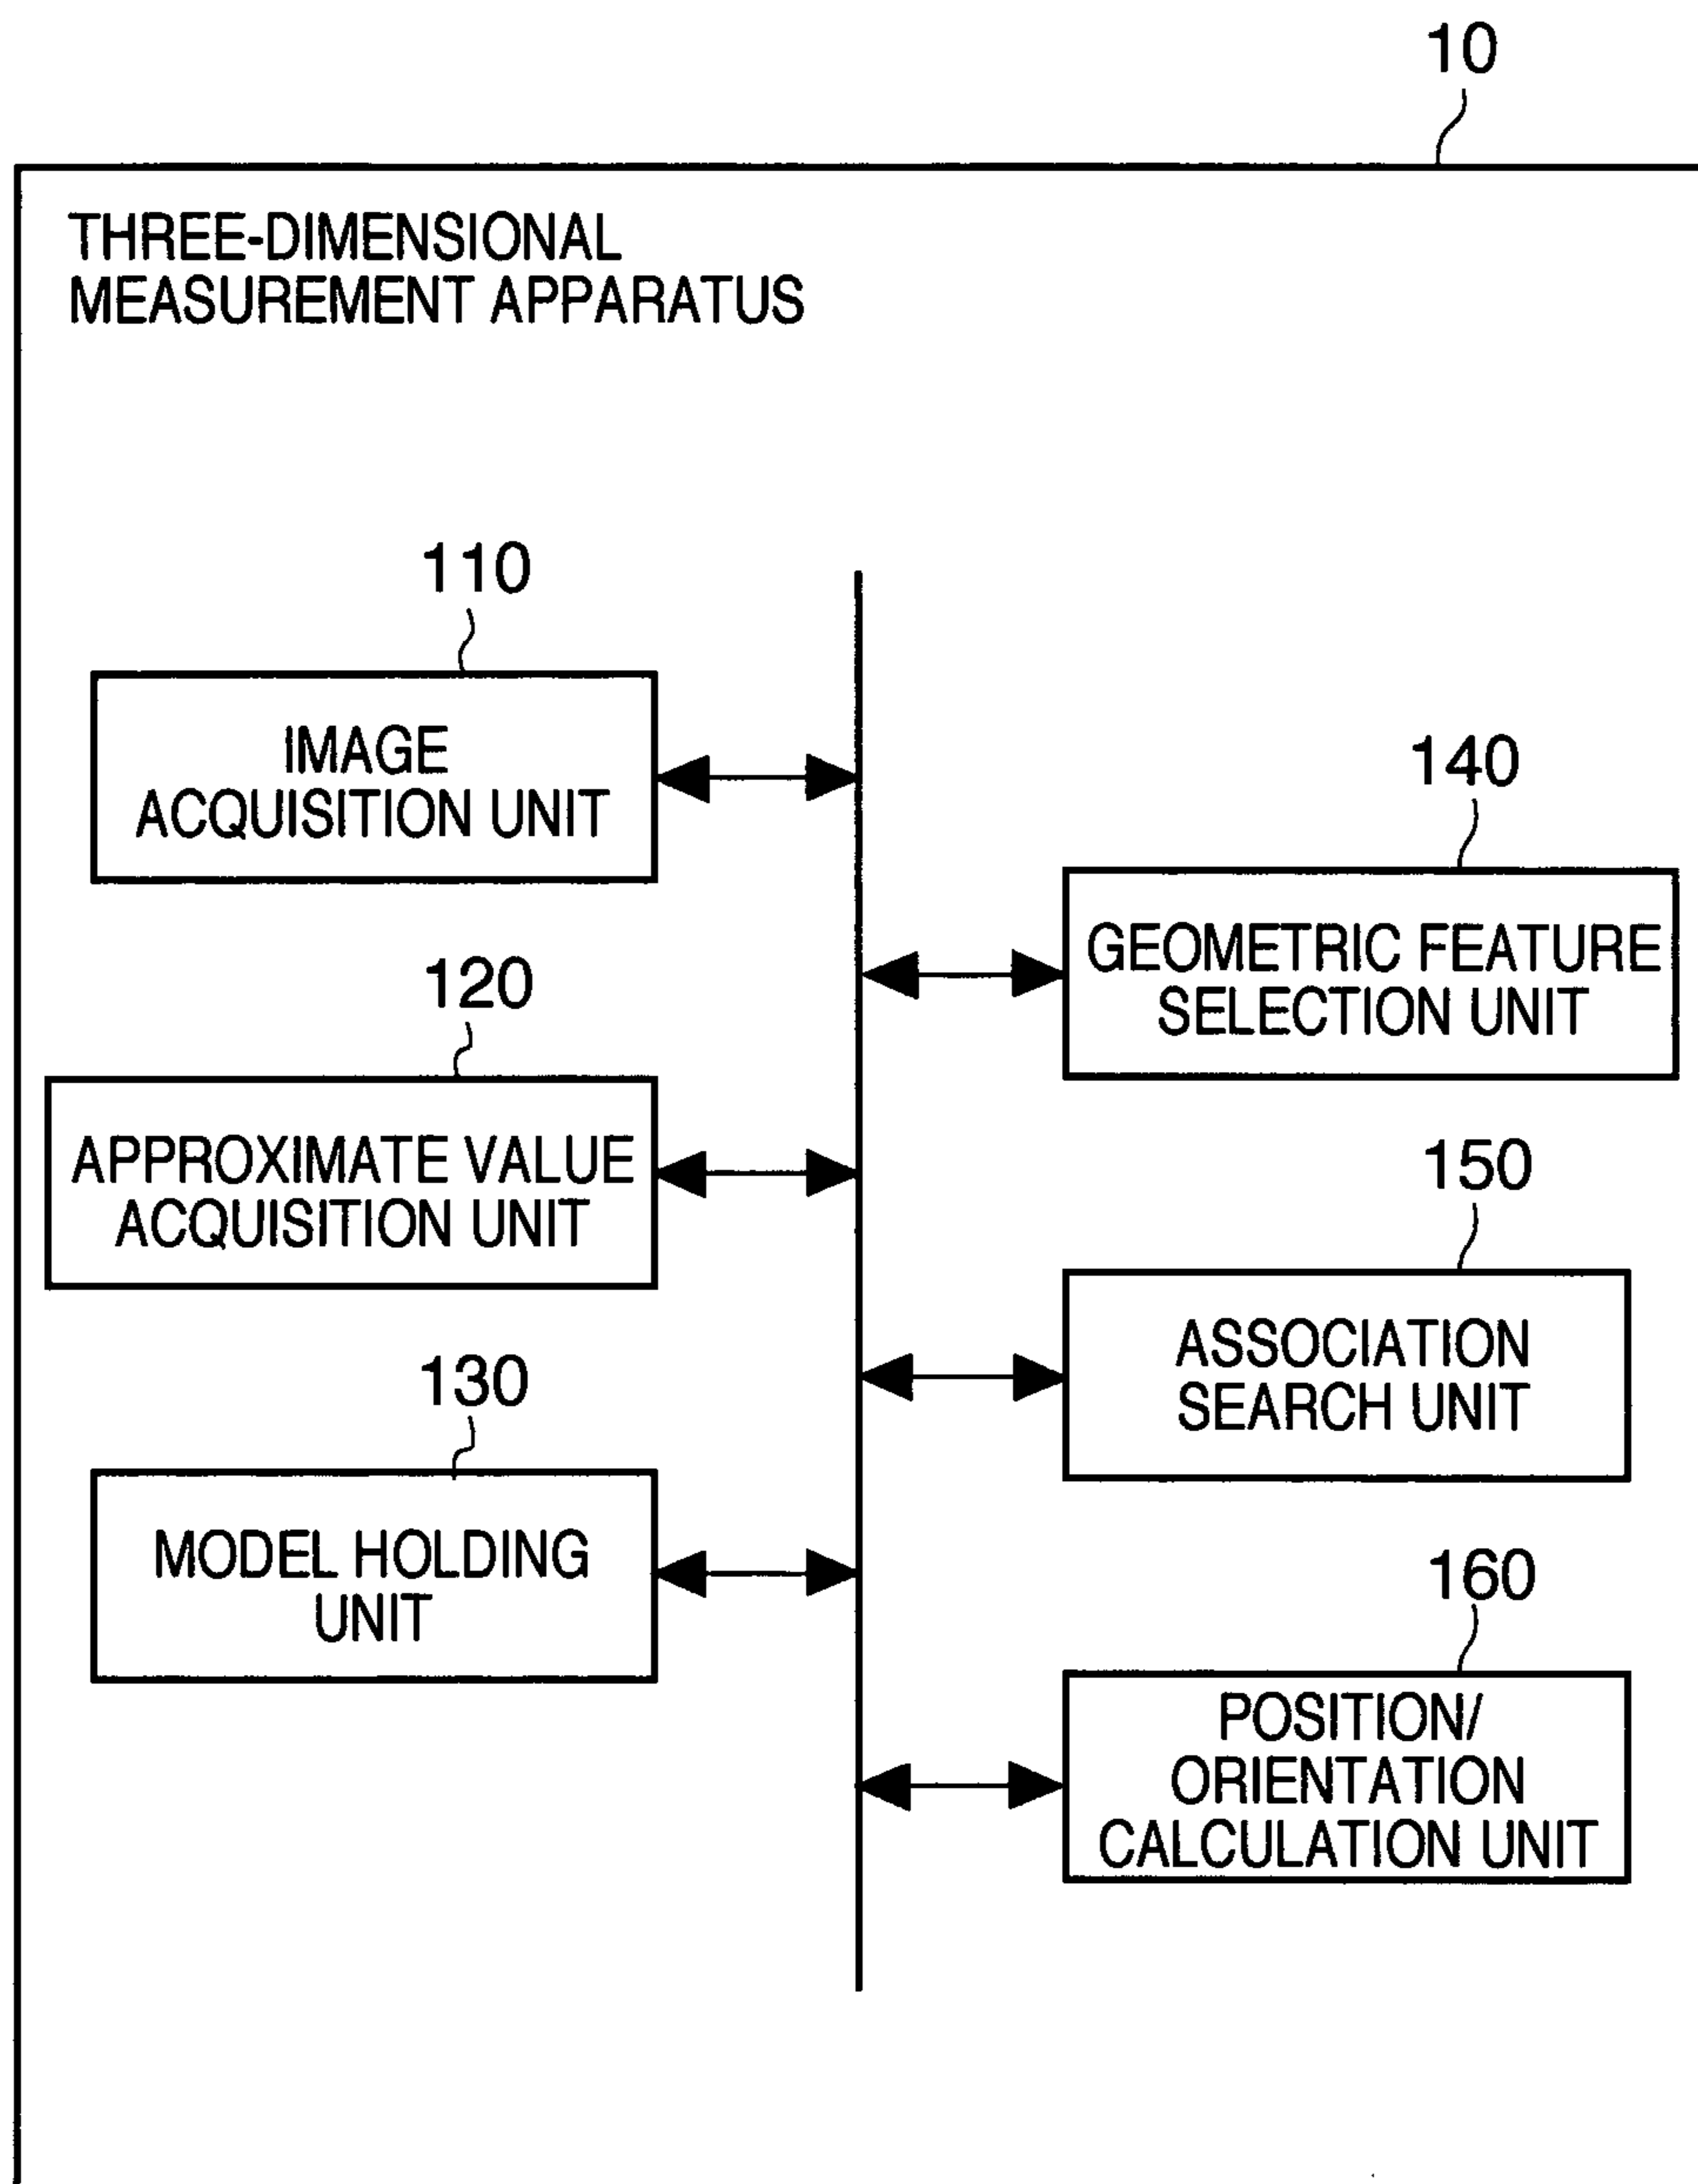 10
THREE-DIMENSIONAL
MEASUREMENT APPARATUS
110
IMAGE
ACQUISITION UNIT
140
GEOMETRIC FEATURE
SELECTION UNIT
120
APPROXIMATE VALUE
ACQUISITION UNIT
150
ASSOCIATION
SEARCH UNIT
130
MODEL HOLDING
UNIT
160
POSITION/
ORIENTATION
CALCULATION UNIT